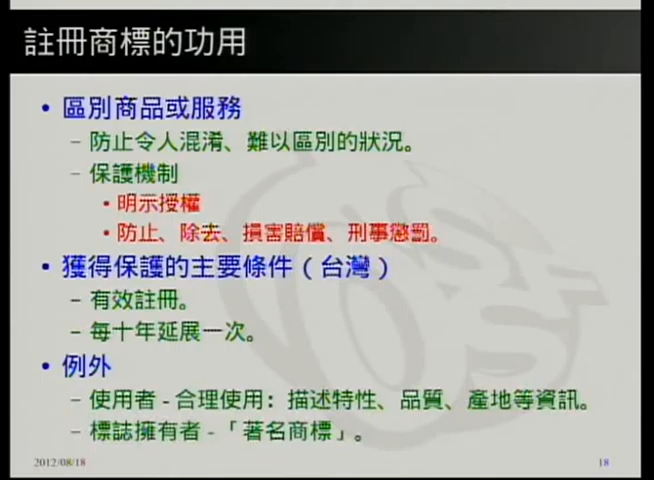 註冊商標的功用
• 區別商品或服務
– 防止令人混淆、難以區別的狀況。
– 保護機制
• 明示授權
• 防止、除去、損害賠償、刑事懲罰。
• 獲得保護的主要條件（台灣）
– 有效註冊。
– 每十年延展一次。
• 例外
– 使用者 - 合理使用：描述特性、品質、產地等資訊。
– 標誌擁有者 - 「著名商標」。
2012/08/18
18